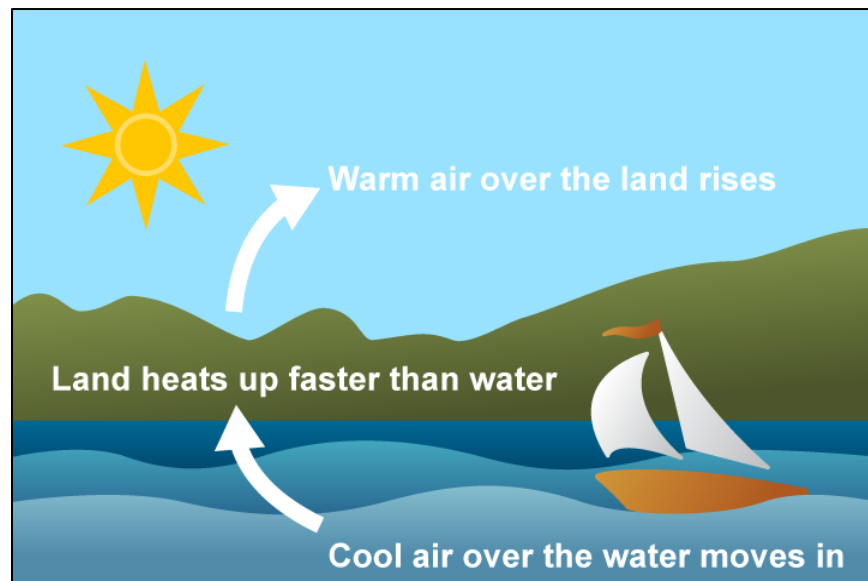 Warm air over the land rises
Land heats up faster than water
Cool air over the water moves in